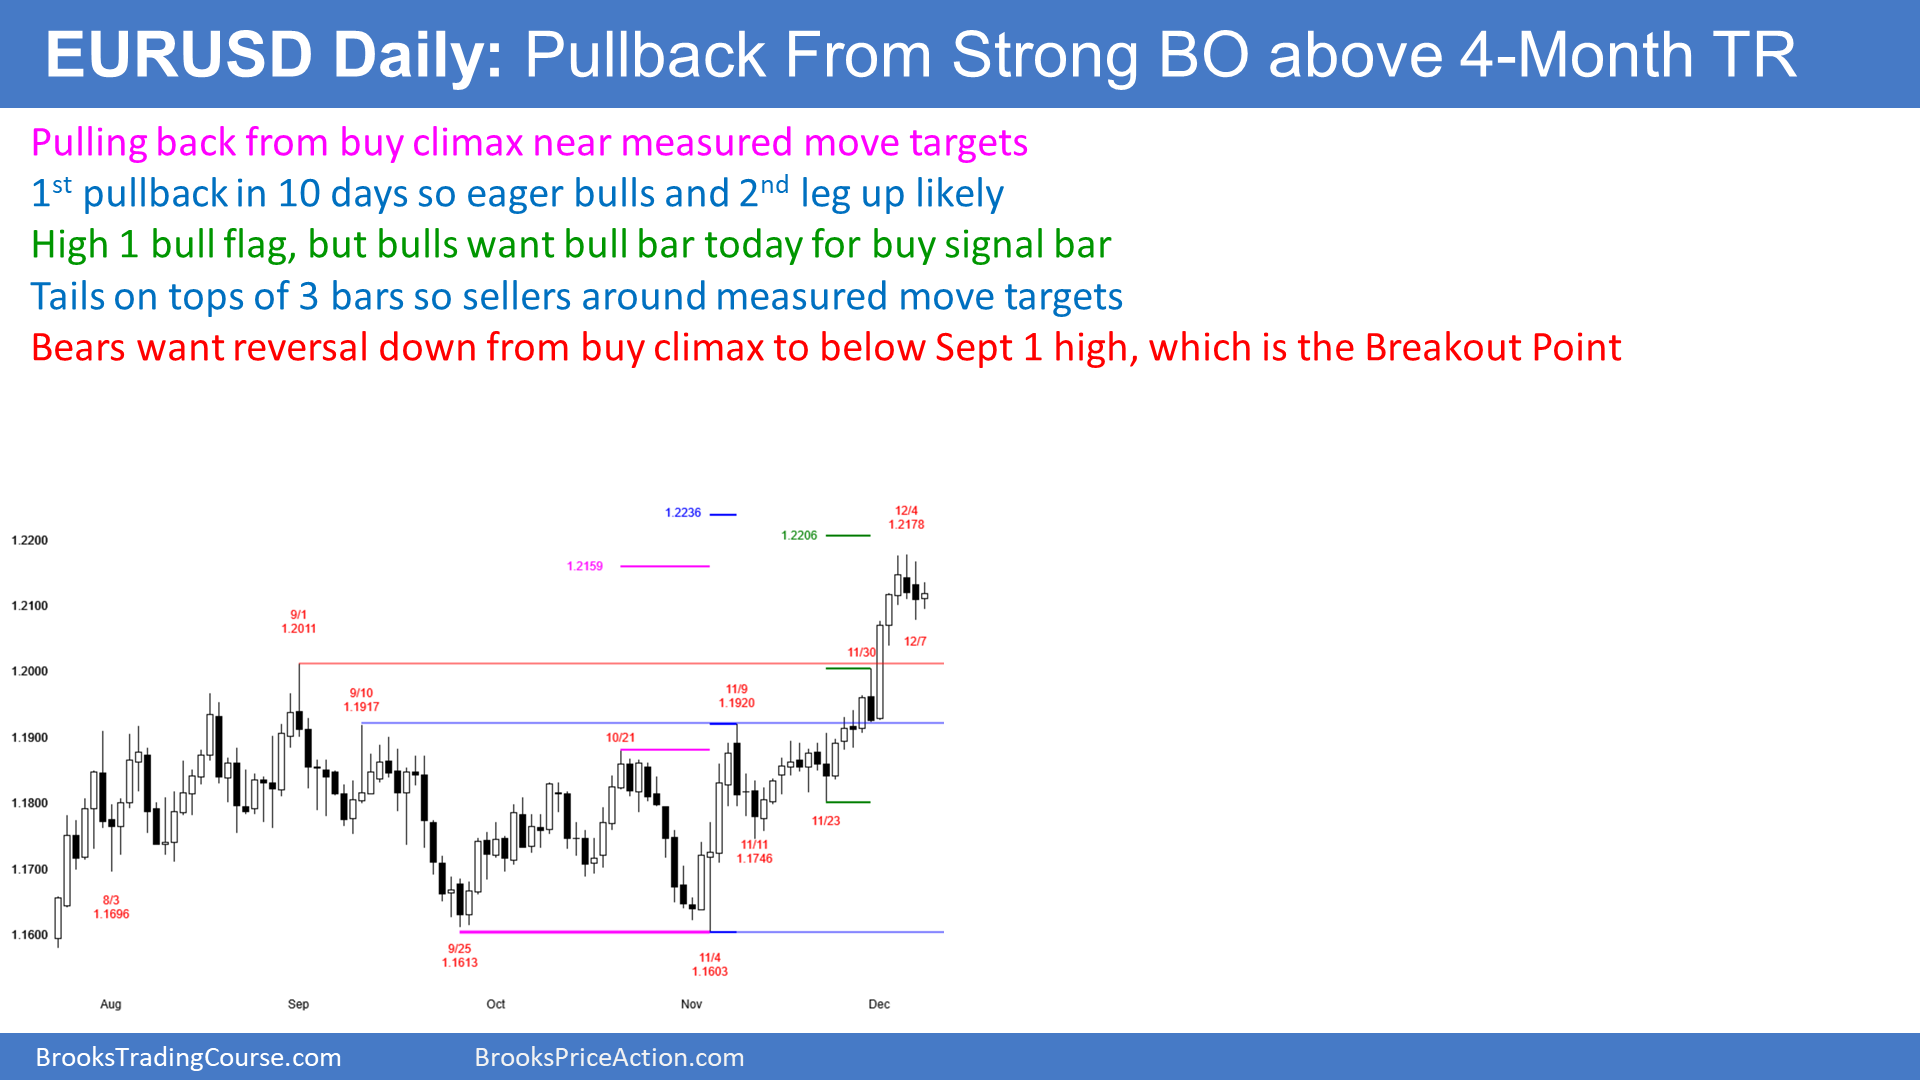 EURUSD Daily: Pullback From Strong BO above 4-Month TR
Pulling back from buy climax near measured move targets
1st pullback in 10 days so eager bulls and 2nd leg up likely
High 1 bull flag, but bulls want bull bar today for buy signal bar
Tails on tops of 3 bars so sellers around measured move targets
Bears want reversal down from buy climax to below Sept 1 high, which is the Breakout Point
1.2236
12/4
1.2178
1.2206
1.2200
1.2159
1.2100
9/1
1.2011
12/7
11/30
1.2000
9/10
1.1917
11/9
1.1920
1.1900
10/21
1.1800
11/23
11/11
1.1746
1.1700
8/3
1.1696
1.1600
9/25
1.1613
11/4
1.1603
Aug
Sep
Oct
Nov
Dec
BrooksTradingCourse.com
BrooksPriceAction.com